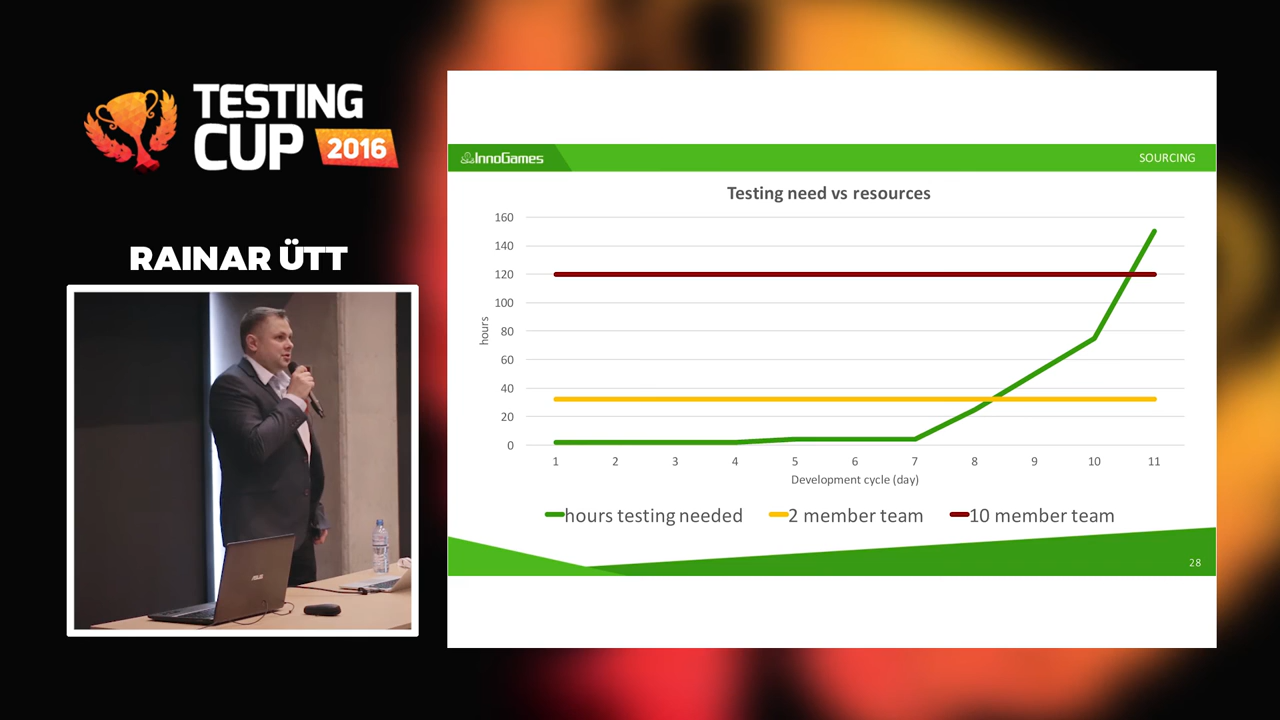 TESTING
CUP 2016
RAINAR ÜTT
InnoGames
SOURCING
Testing need vs resources
160
140
120
100
80
60
40
20
0
hours
1 2 3 4 5 6 7 8 9 10 11
Development cycle (day)
hours testing needed 2 member team 10 member team
28
ASUS